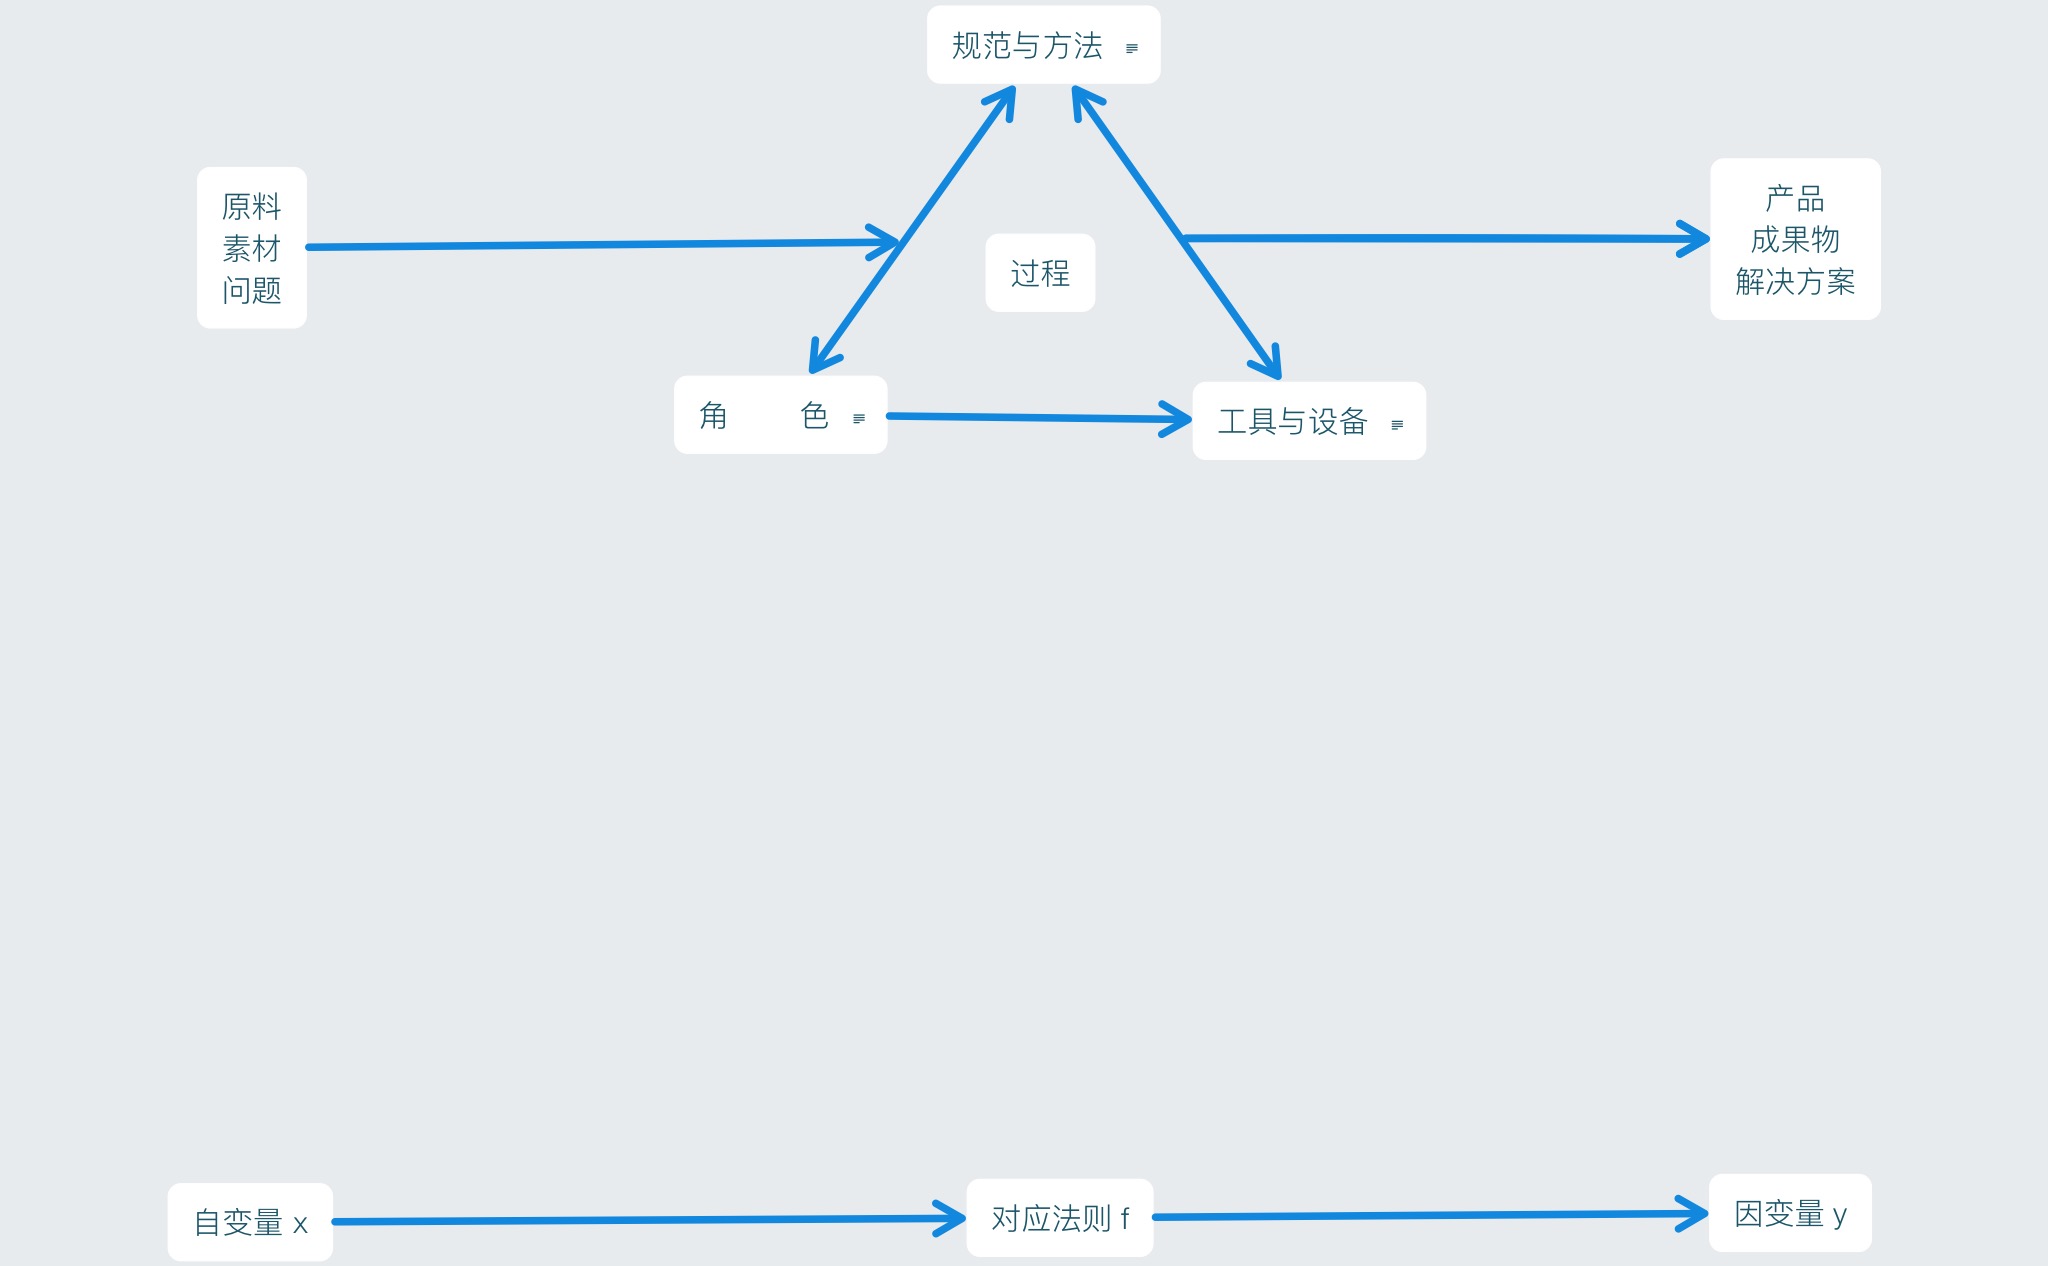 规范与方法
原料
素材
问题
过程
产品
成果物
解决方案
角 色
工具与设备
自变量 x
对应法则 f
因变量 y